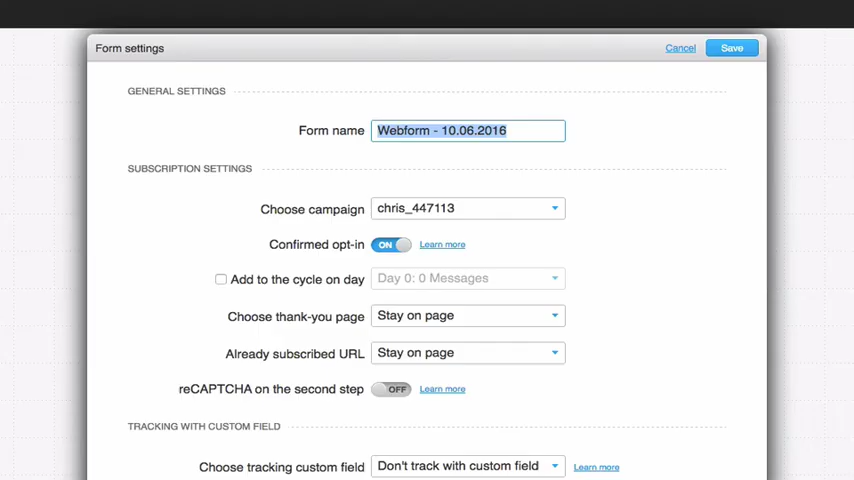 Form settings
Cancel
Save
GENERAL SETTINGS
Form name Webform - 10.06.2016
SUBSCRIPTION SETTINGS
Choose campaign chris_447113
Confirmed opt-in ON Learn more
Add to the cycle on day Day 0: 0 Messages
Choose thank-you page Stay on page
Already subscribed URL Stay on page
reCAPTCHA on the second step OFF Learn more
TRACKING WITH CUSTOM FIELD
Choose tracking custom field Don't track with custom field Learn more